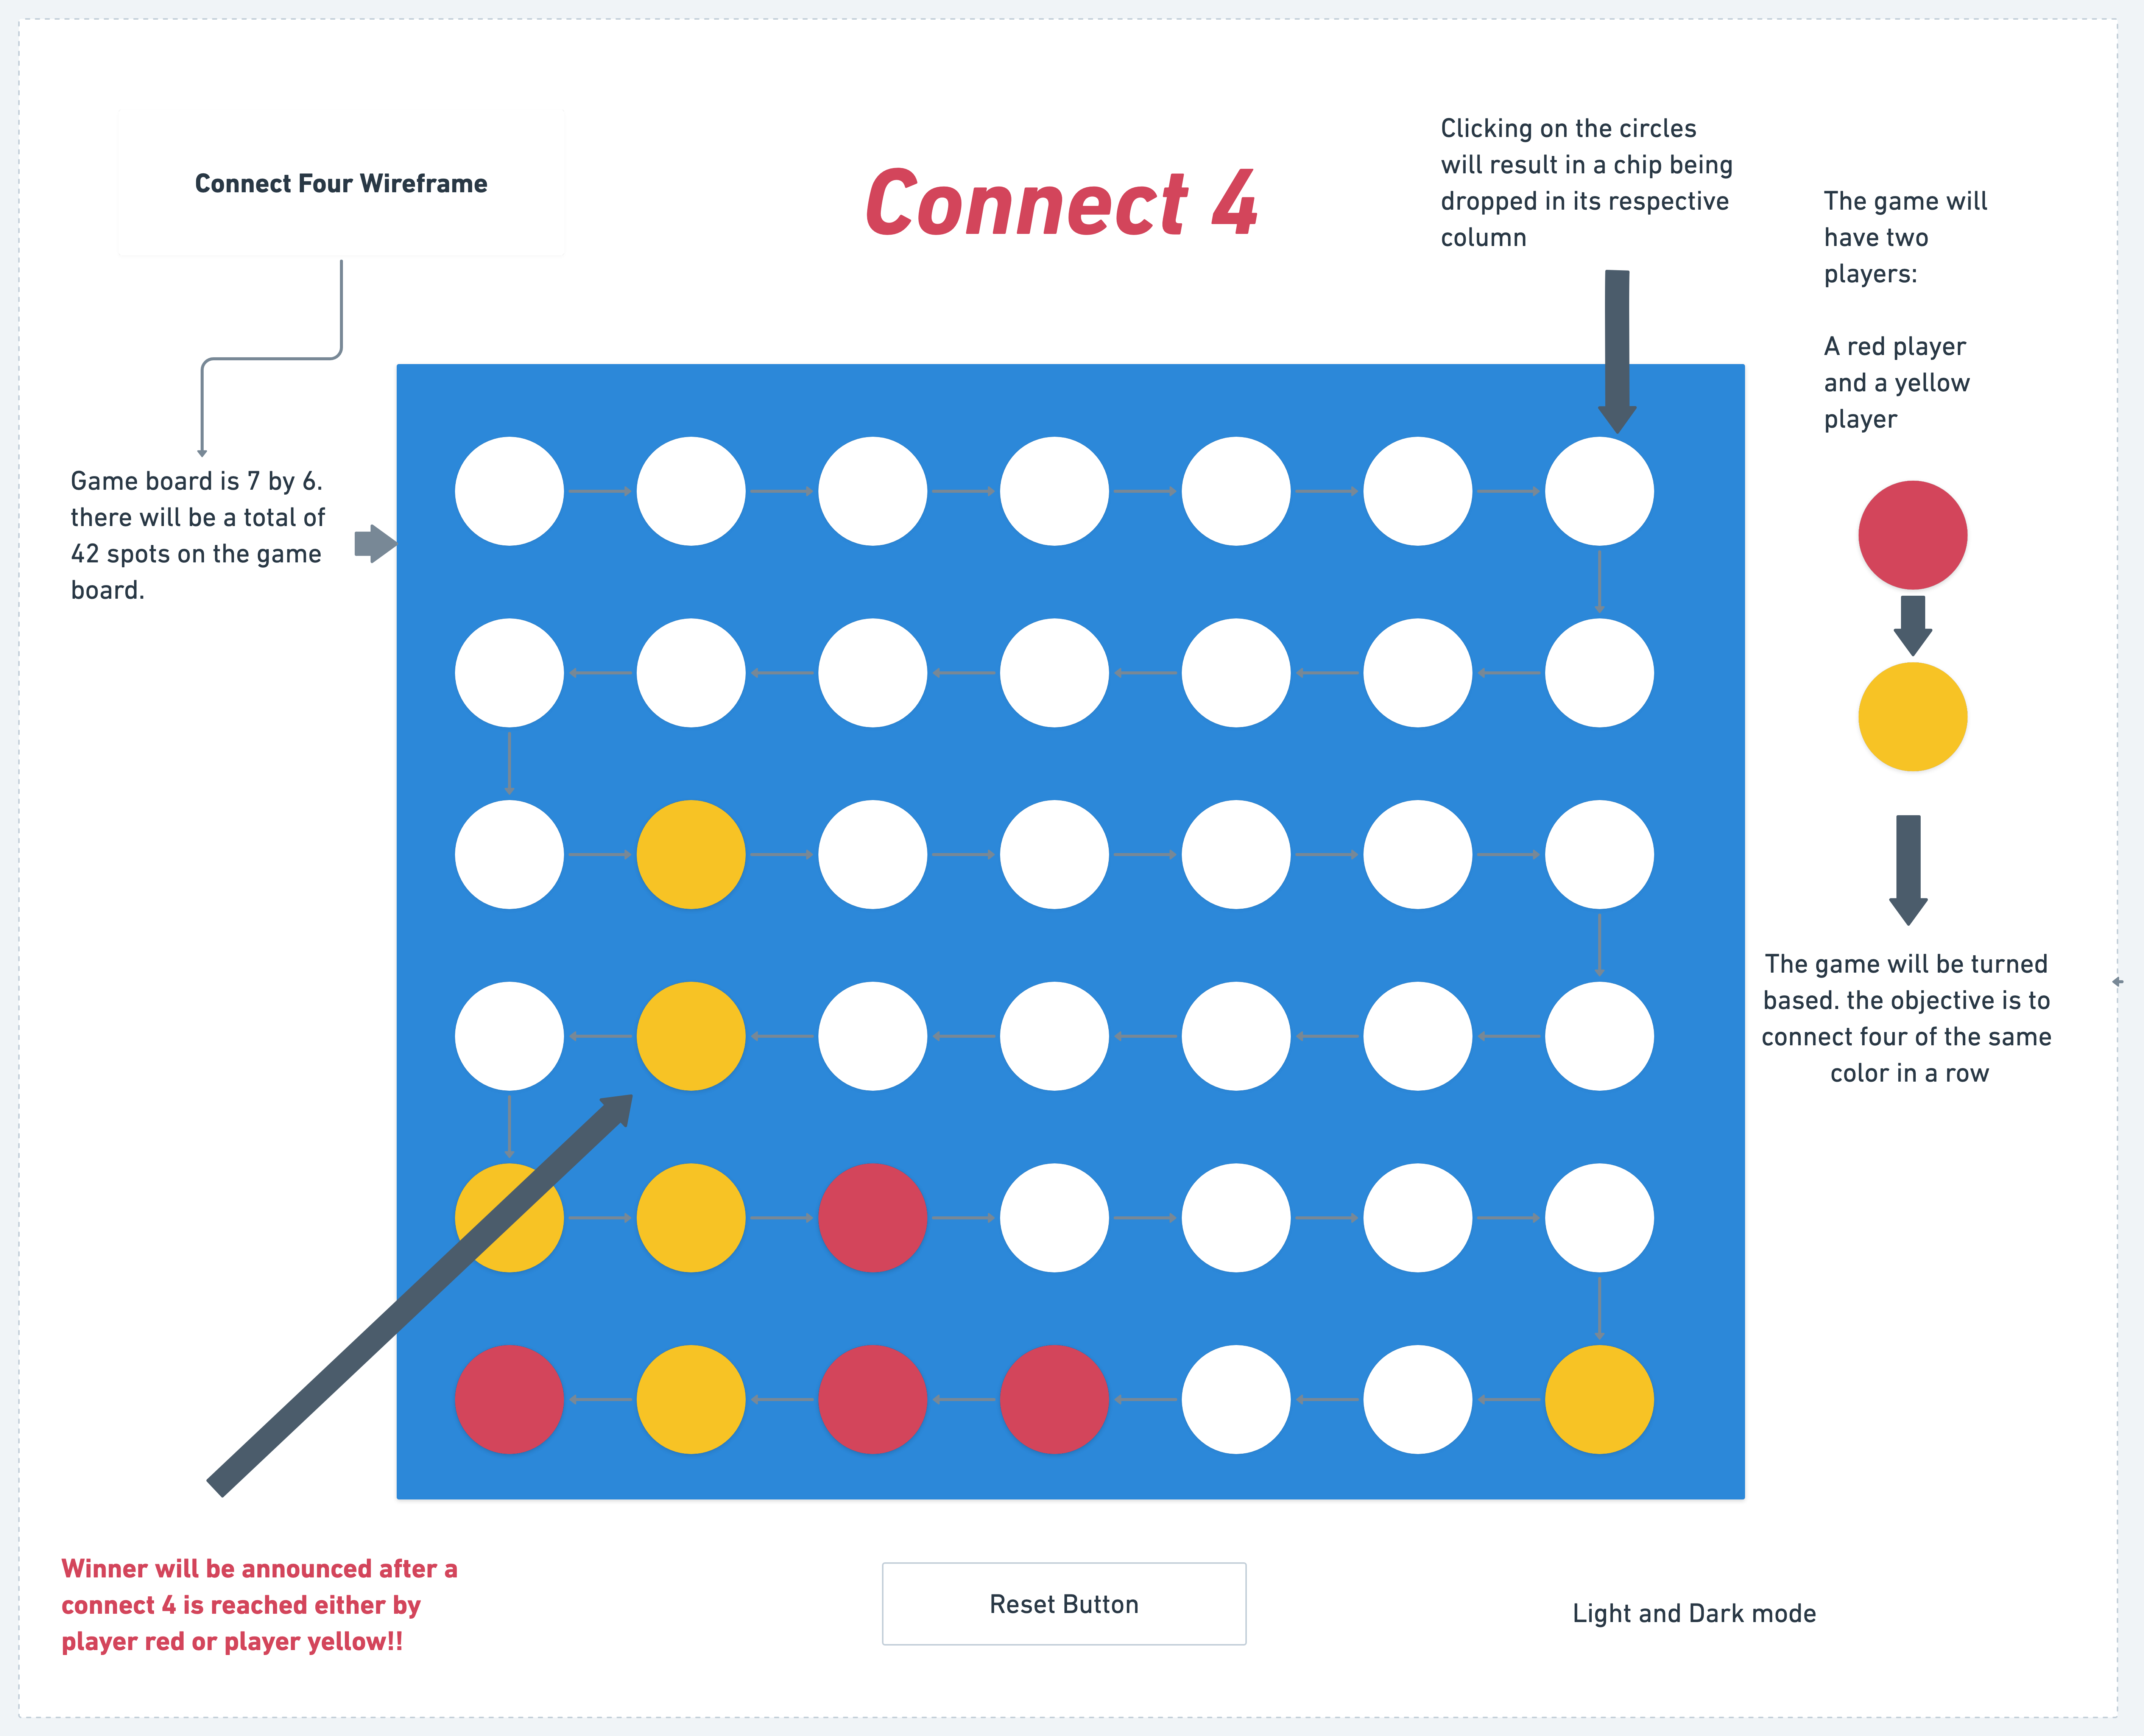 Connect Four Wireframe
Connect 4
Clicking on the circles
will result in a chip being
dropped in its respective
column
The game will
have two
players:
A red player
and a yellow
player
Game board is 7 by 6.
there will be a total of
42 spots on the game
board.
The game will be turned
based. the objective is to
connect four of the same
color in a row
Winner will be announced after a
connect 4 is reached either by
player red or player yellow!!
Reset Button
Light and Dark mode